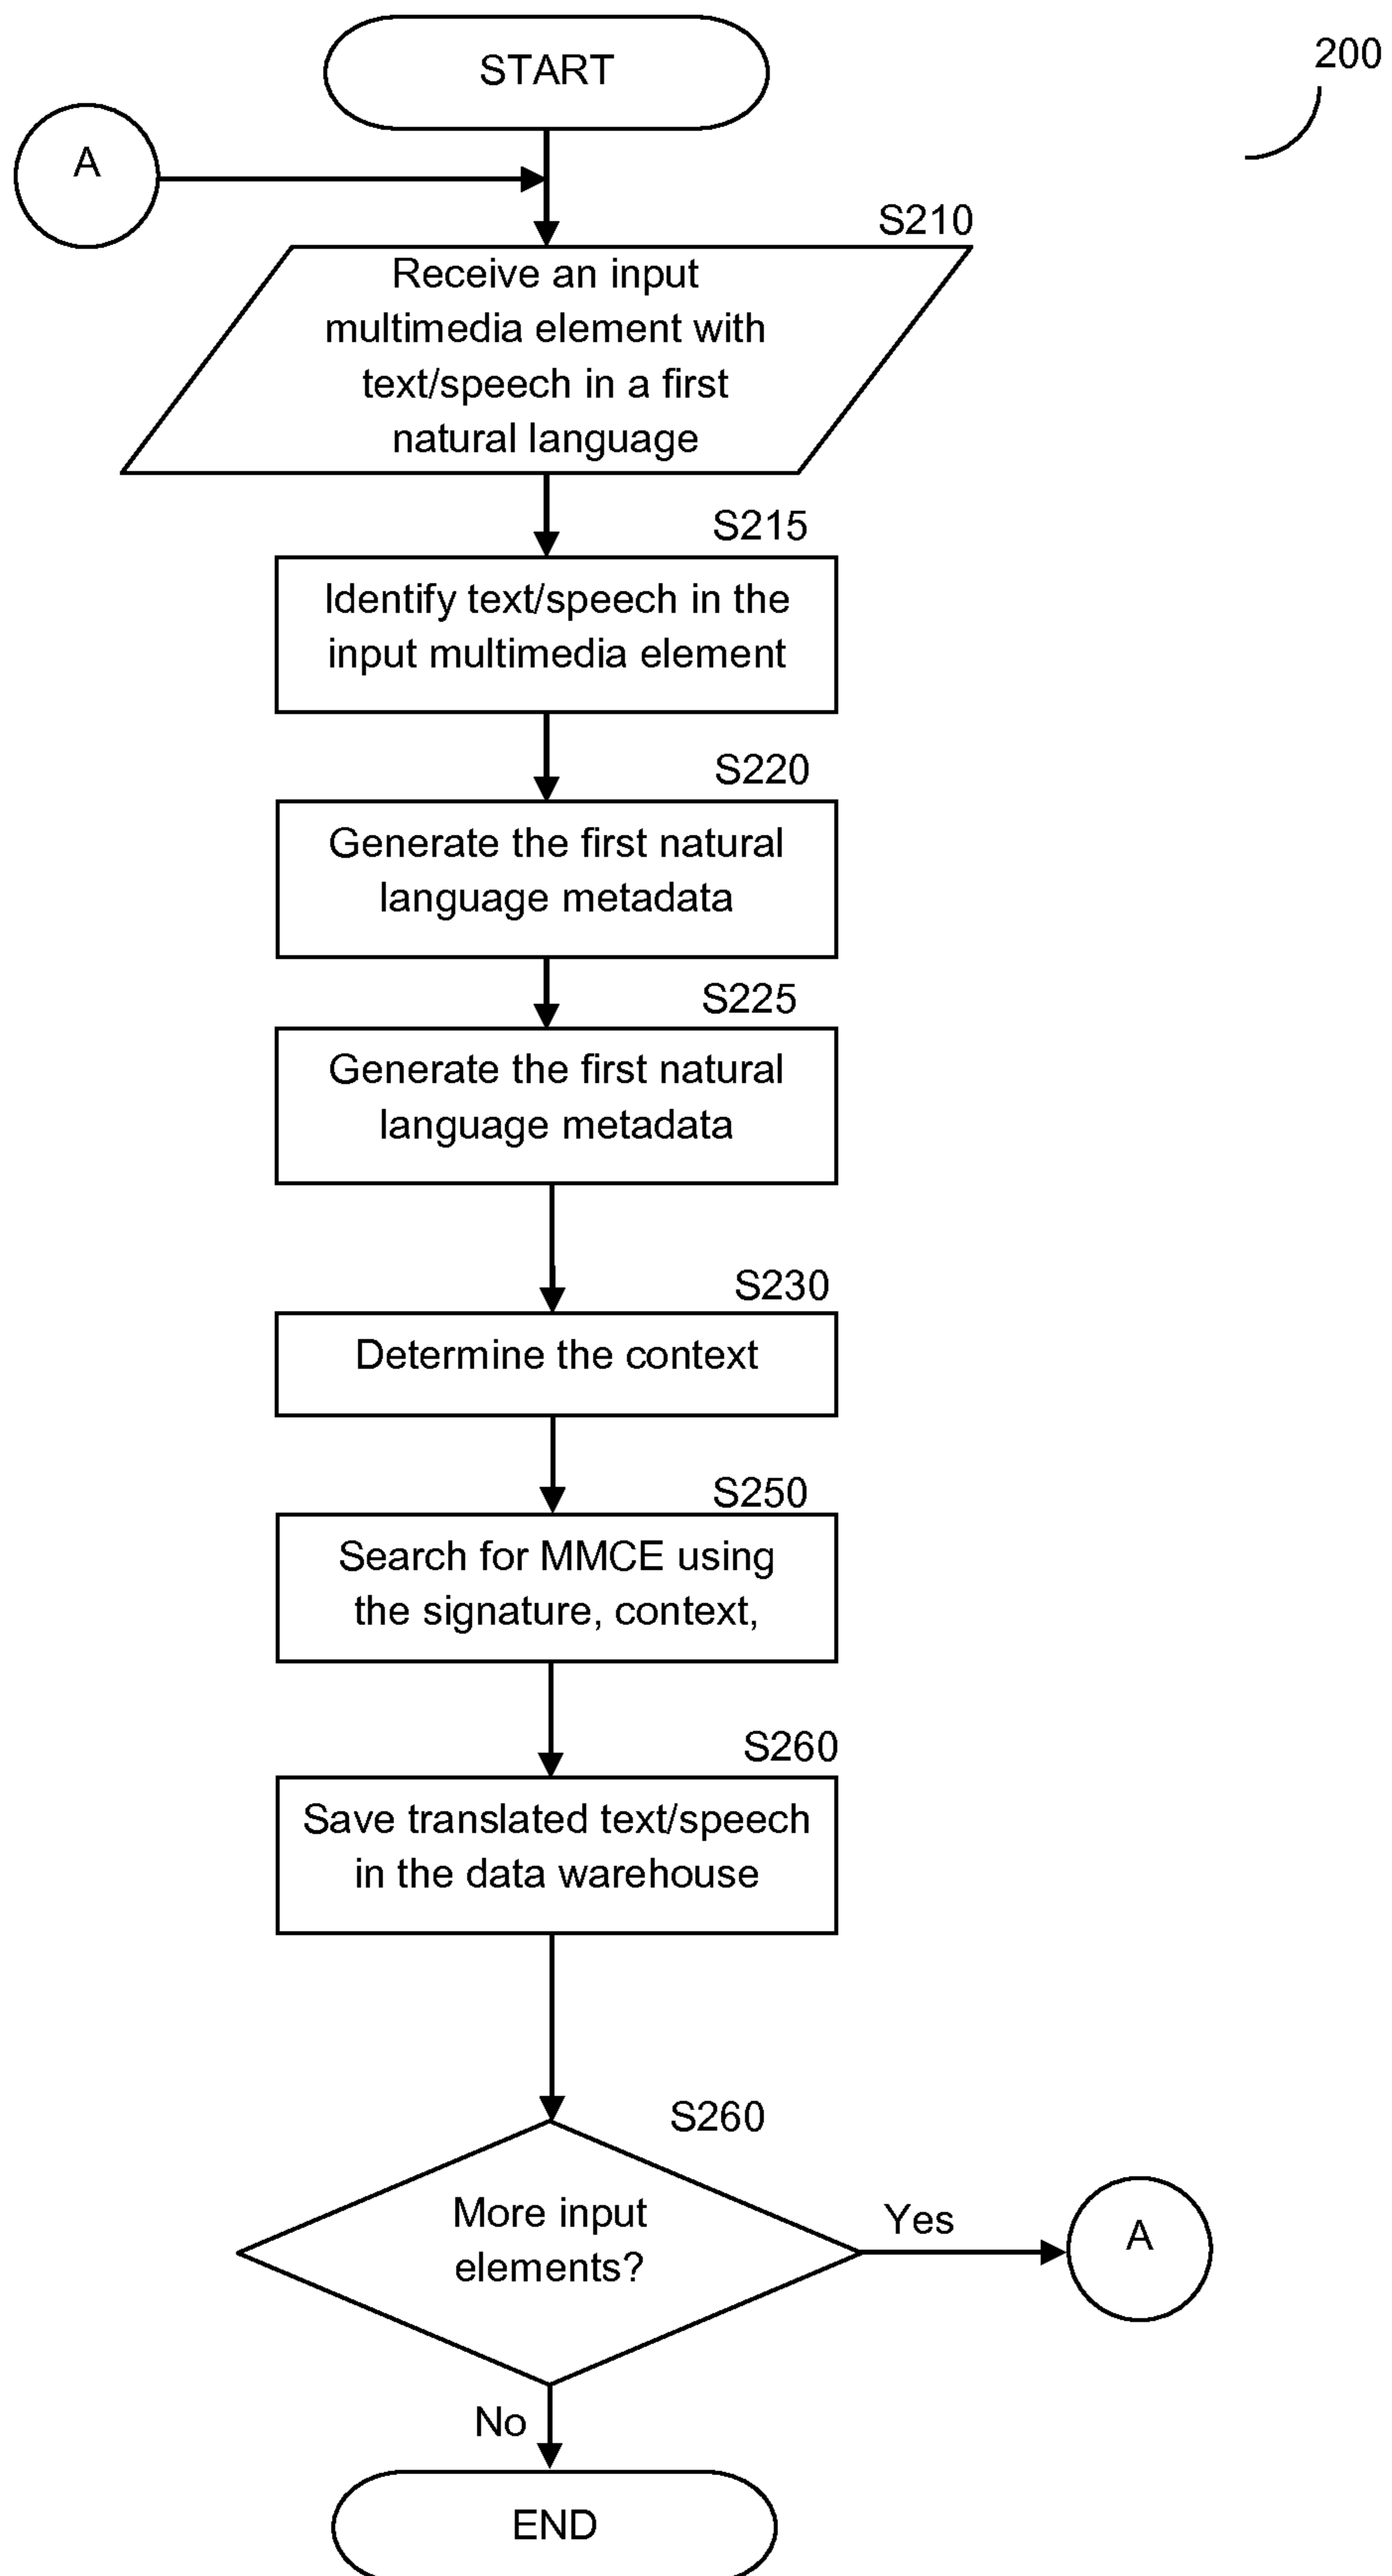 START
200
A
S210
Receive an input
multimedia element with
text/speech in a first
natural language
S215
Identify text/speech in the
input multimedia element
S220
Generate the first natural
language metadata
S225
Generate the first natural
language metadata
S230
Determine the context
S250
Search for MMCE using
the signature, context,
S260
Save translated text/speech
in the data warehouse
S260
More input
elements?
Yes
A
No
END